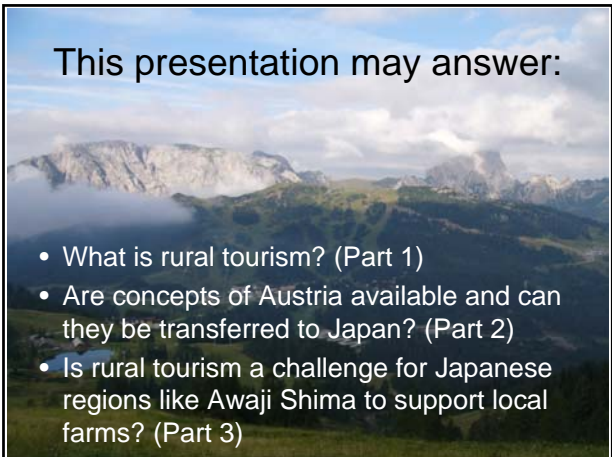 This presentation may answer:
• What is rural tourism? (Part 1)
• Are concepts of Austria available and can
they be transferred to Japan? (Part 2)
• Is rural tourism a challenge for Japanese
regions like Awaji Shima to support local
farms? (Part 3)